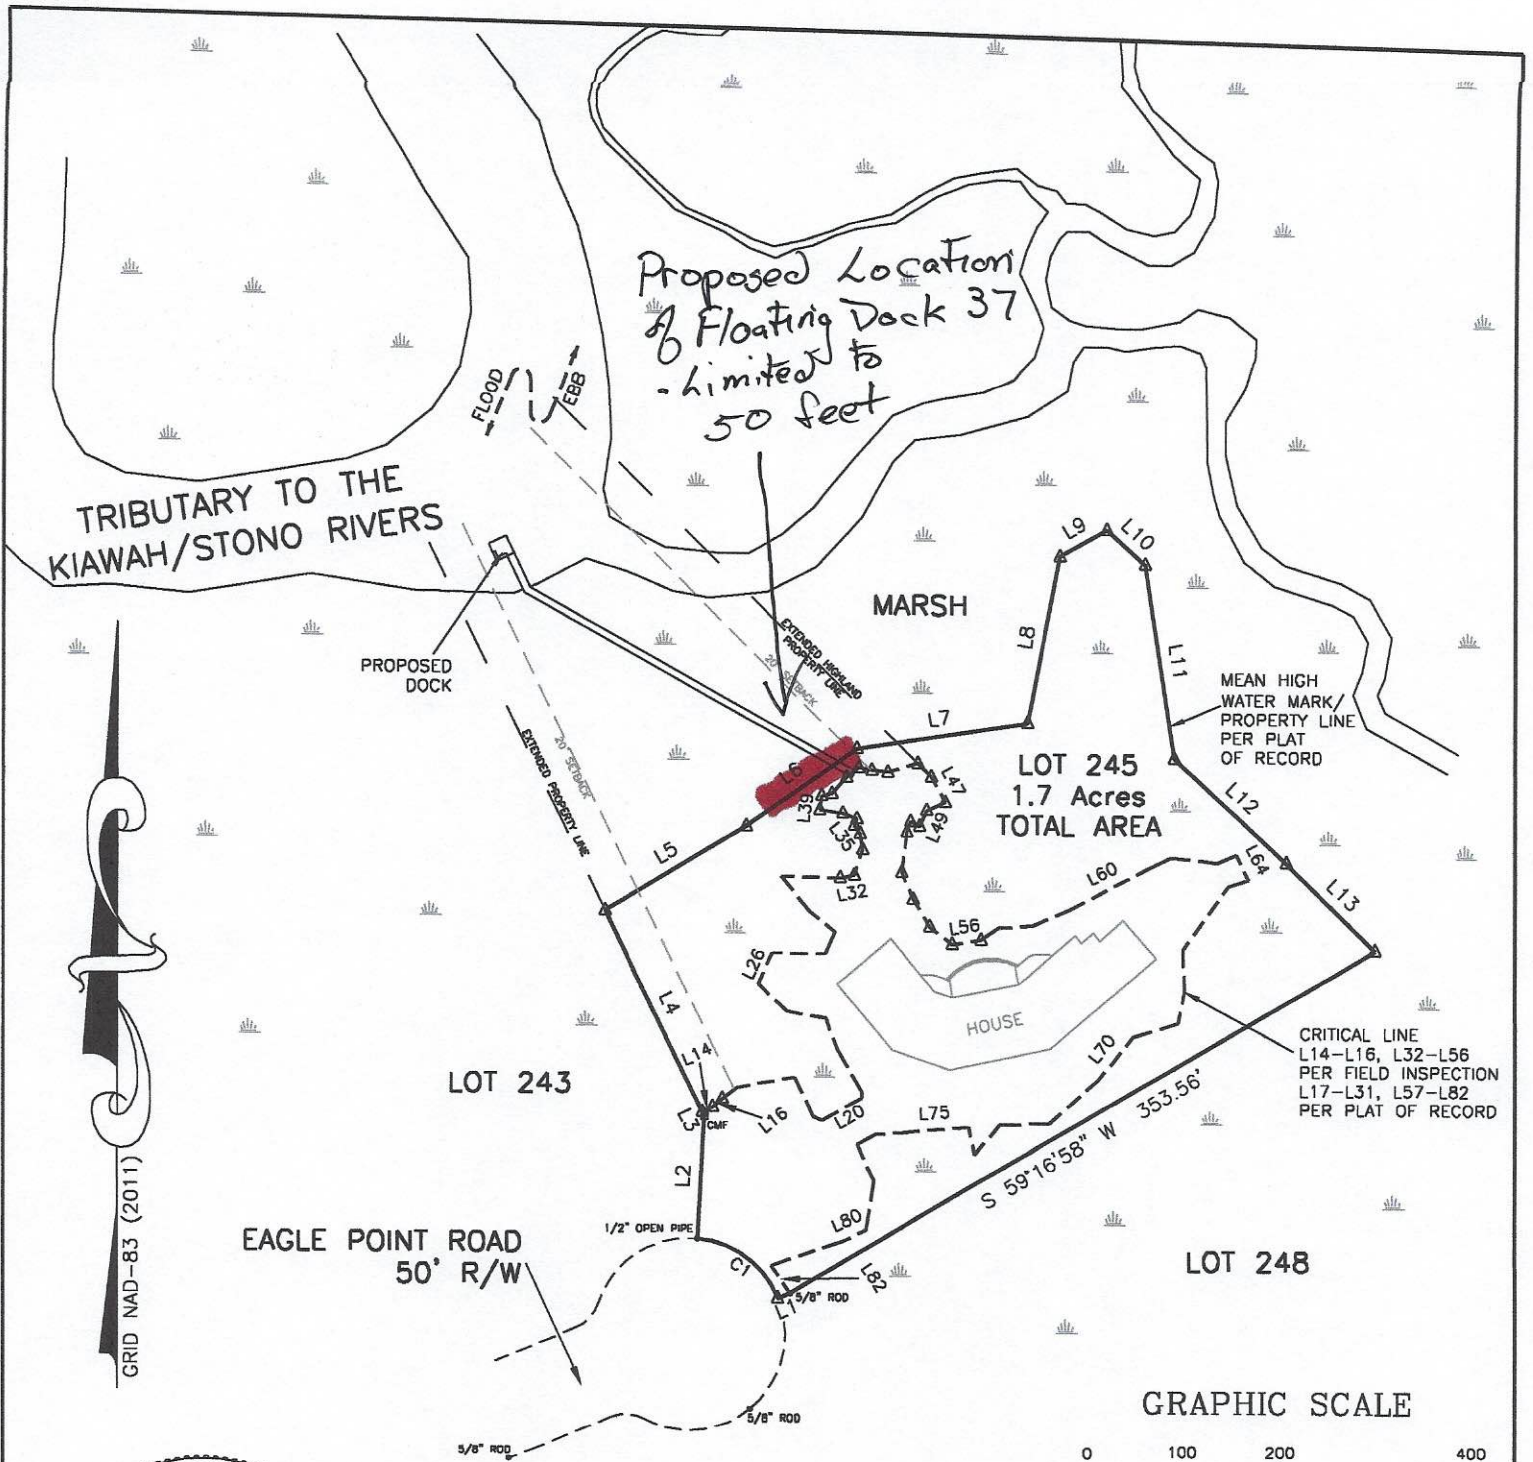 Proposed Location
of Floating Dock 37
- Limited to
50 feet
FLOOD
EBB
TRIBUTARY TO THE
KIAWAH/STONO RIVERS
PROPOSED
DOCK
MARSH
EXTENDED HIGHLAND
PROPERTY LINE
20' SETBACK
EXTENDED PROPERTY LINE
20' SETBACK
L9
L10
L8
L11
L7
MEAN HIGH
WATER MARK/
PROPERTY LINE
PER PLAT
OF RECORD
L6
L5
L39
L35
L32
L47
L49
LOT 245
1.7 Acres
TOTAL AREA
L12
L64
L13
L60
L56
L26
L4
HOUSE
L14
L3
CMF
L16
L20
L70
L75
CRITICAL LINE
L14-L16, L32-L56
PER FIELD INSPECTION
L17-L31, L57-L82
PER PLAT OF RECORD
LOT 243
L2
S 59°16'58" W 353.56'
L80
1/2" OPEN PIPE
EAGLE POINT ROAD
50' R/W
C1
L82
L1
5/8" ROD
LOT 248
GRID NAD-83 (2011)
5/8" ROD
5/8" ROD
GRAPHIC SCALE
0 100 200 400